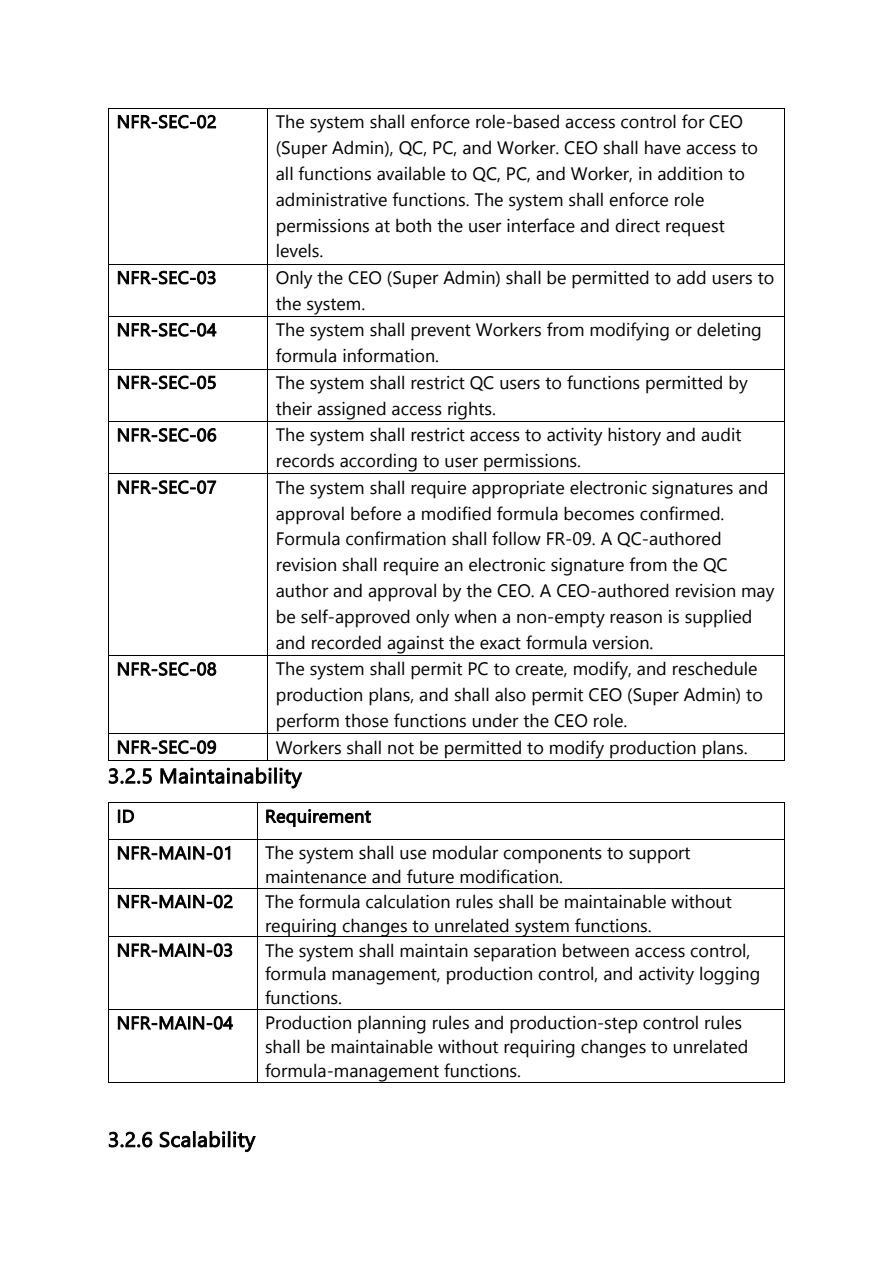 NFR-SEC-02
The system shall enforce role-based access control for CEO
(Super Admin), QC, PC, and Worker. CEO shall have access to
all functions available to QC, PC, and Worker, in addition to
administrative functions. The system shall enforce role
permissions at both the user interface and direct request
levels.
NFR-SEC-03
Only the CEO (Super Admin) shall be permitted to add users to
the system.
NFR-SEC-04
The system shall prevent Workers from modifying or deleting
formula information.
NFR-SEC-05
The system shall restrict QC users to functions permitted by
their assigned access rights.
NFR-SEC-06
The system shall restrict access to activity history and audit
records according to user permissions.
NFR-SEC-07
The system shall require appropriate electronic signatures and
approval before a modified formula becomes confirmed.
Formula confirmation shall follow FR-09. A QC-authored
revision shall require an electronic signature from the QC
author and approval by the CEO. A CEO-authored revision may
be self-approved only when a non-empty reason is supplied
and recorded against the exact formula version.
NFR-SEC-08
The system shall permit PC to create, modify, and reschedule
production plans, and shall also permit CEO (Super Admin) to
perform those functions under the CEO role.
NFR-SEC-09
Workers shall not be permitted to modify production plans.
3.2.5 Maintainability
ID
Requirement
NFR-MAIN-01
The system shall use modular components to support
maintenance and future modification.
NFR-MAIN-02
The formula calculation rules shall be maintainable without
requiring changes to unrelated system functions.
NFR-MAIN-03
The system shall maintain separation between access control,
formula management, production control, and activity logging
functions.
NFR-MAIN-04
Production planning rules and production-step control rules
shall be maintainable without requiring changes to unrelated
formula-management functions.
3.2.6 Scalability